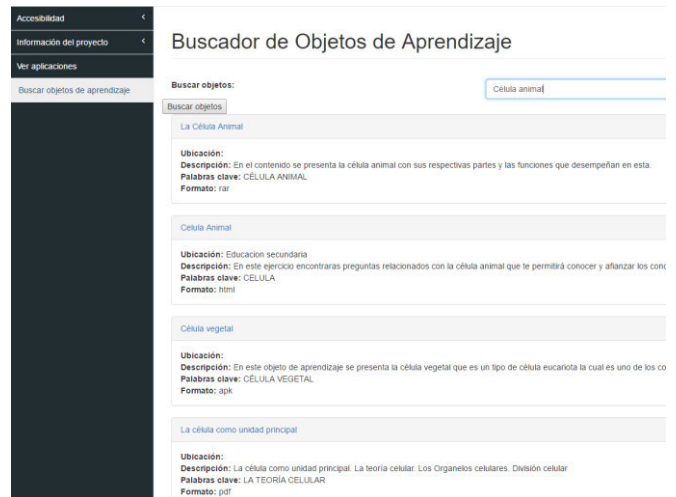 Accesibilidad
Información del proyecto
Ver aplicaciones
Buscar objetos de aprendizaje
Buscador de Objetos de Aprendizaje
Buscar objetos:
Célula animal
Buscar objetos
La Célula Animal
Ubicación:
Descripción: En el contenido se presenta la célula animal con sus respectivas partes y las funciones que desempeñan en esta.
Palabras clave: CÉLULA ANIMAL
Formato: rar
Celula Animal
Ubicación: Educacion secundaria
Descripción: En este ejercicio encontraras preguntas relacionados con la célula animal que te permitirá conocer y afianzar los
Palabras clave: CELULA
Formato: html
Célula vegetal
Ubicación:
Descripción: En este objeto de aprendizaje se presenta la célula vegetal que es un tipo de célula eucariota la cual es uno de los
Palabras clave: CÉLULA VEGETAL
Formato: apk
La célula como unidad principal
Ubicación:
Descripción: La célula como unidad principal. La teoría celular. Los Organelos celulares. División celular
Palabras clave: LA TEORÍA CELULAR
Formato: pdf